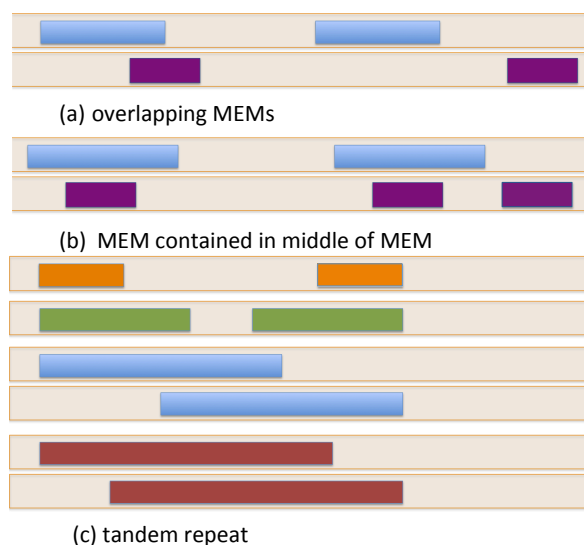 (a) overlapping MEMs
(b) MEM contained in middle of MEM
(c) tandem repeat